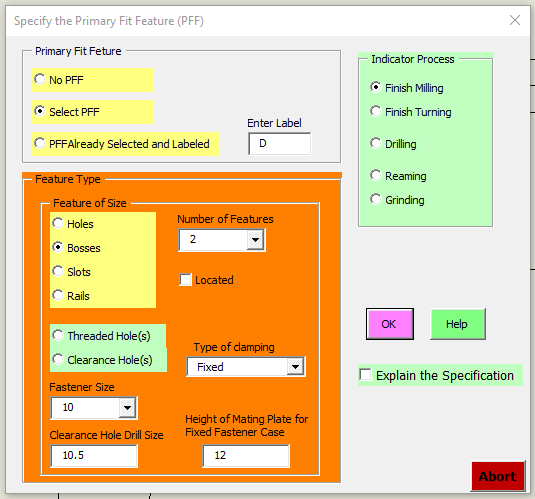 Specify the Primary Fit Feature (PFF)
Primary Fit Feture
No PFF
Select PFF
PFFAlready Selected and Labeled
Enter Label
D
Indicator Process
Finish Milling
Finish Turning
Drilling
Reaming
Grinding
Feature Type
Feature of Size
Holes
Bosses
Slots
Rails
Number of Features
2
Located
Threaded Hole(s)
Clearance Hole(s)
Type of clamping
Fixed
Fastener Size
10
Clearance Hole Drill Size
10.5
Height of Mating Plate for
Fixed Fastener Case
12
OK
Help
Explain the Specification
Abort